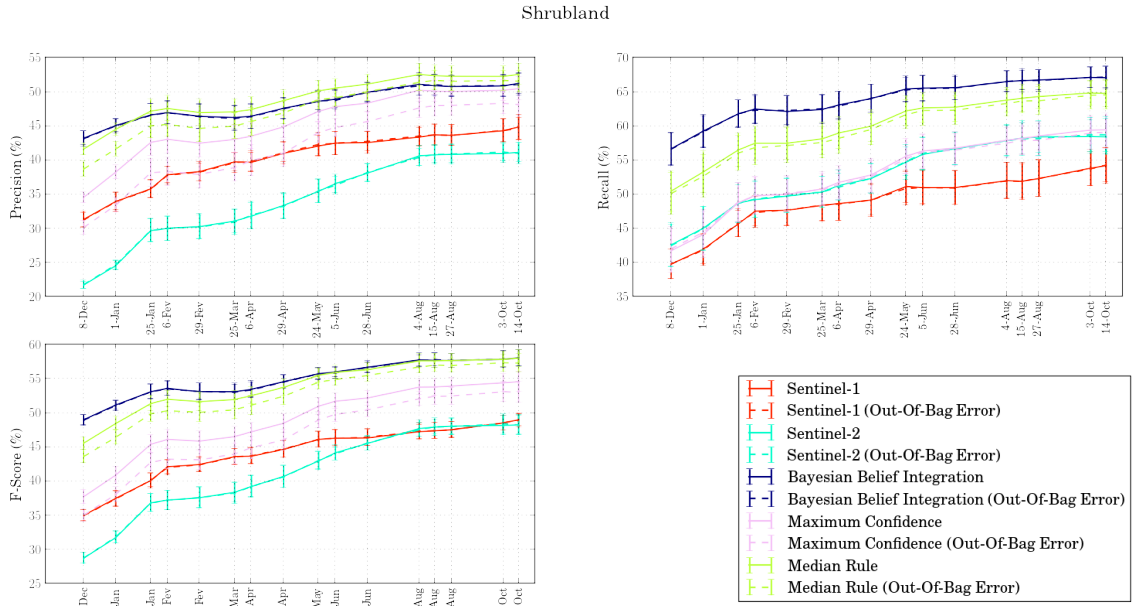 Shrubland
Precision (%)
55
50
45
40
35
30
25
20
8-Dec
1-Jan
25-Jan
6-Fev
29-Fev
25-Mar
6-Apr
29-Apr
24-May
5-Jun
28-Jun
4-Aug
15-Aug
27-Aug
3-Oct
14-Oct
Recall (%)
70
65
60
55
50
45
40
35
8-Dec
1-Jan
25-Jan
6-Fev
29-Fev
25-Mar
6-Apr
29-Apr
24-May
5-Jun
28-Jun
4-Aug
15-Aug
27-Aug
3-Oct
14-Oct
F-Score (%)
60
55
50
45
40
35
30
25
Dec
Jan
Jan
Fev
Fev
Mar
Apr
Apr
May
Jun
Jun
Aug
Aug
Aug
Oct
Oct
Sentinel-1
Sentinel-1 (Out-Of-Bag Error)
Sentinel-2
Sentinel-2 (Out-Of-Bag Error)
Bayesian Belief Integration
Bayesian Belief Integration (Out-Of-Bag Error)
Maximum Confidence
Maximum Confidence (Out-Of-Bag Error)
Median Rule
Median Rule (Out-Of-Bag Error)